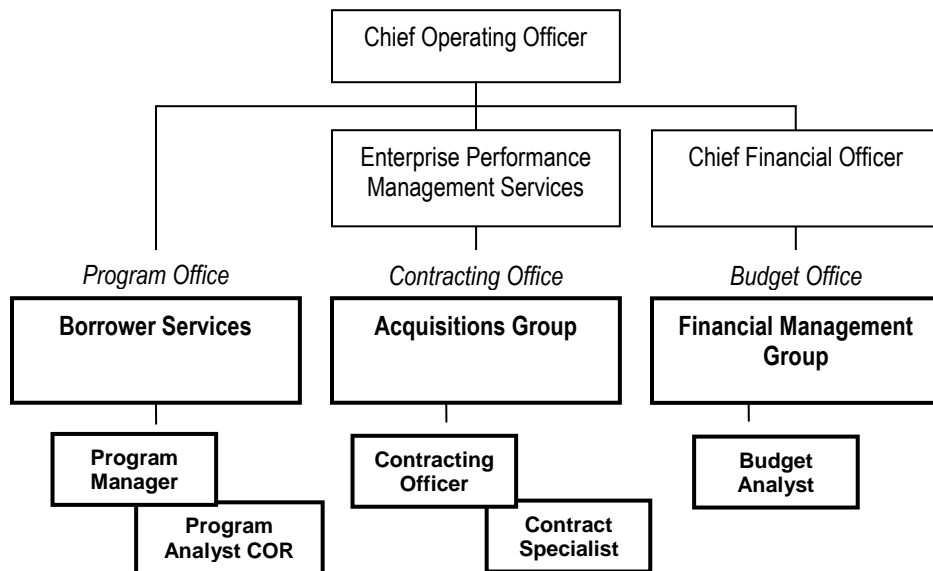 Chief Operating Officer
Enterprise Performance
Management Services
Chief Financial Officer
Program Office
Contracting Office
Budget Office
Borrower Services
Acquisitions Group
Financial Management
Group
Program
Manager
Contracting
Officer
Budget
Analyst
Program
Analyst COR
Contract
Specialist